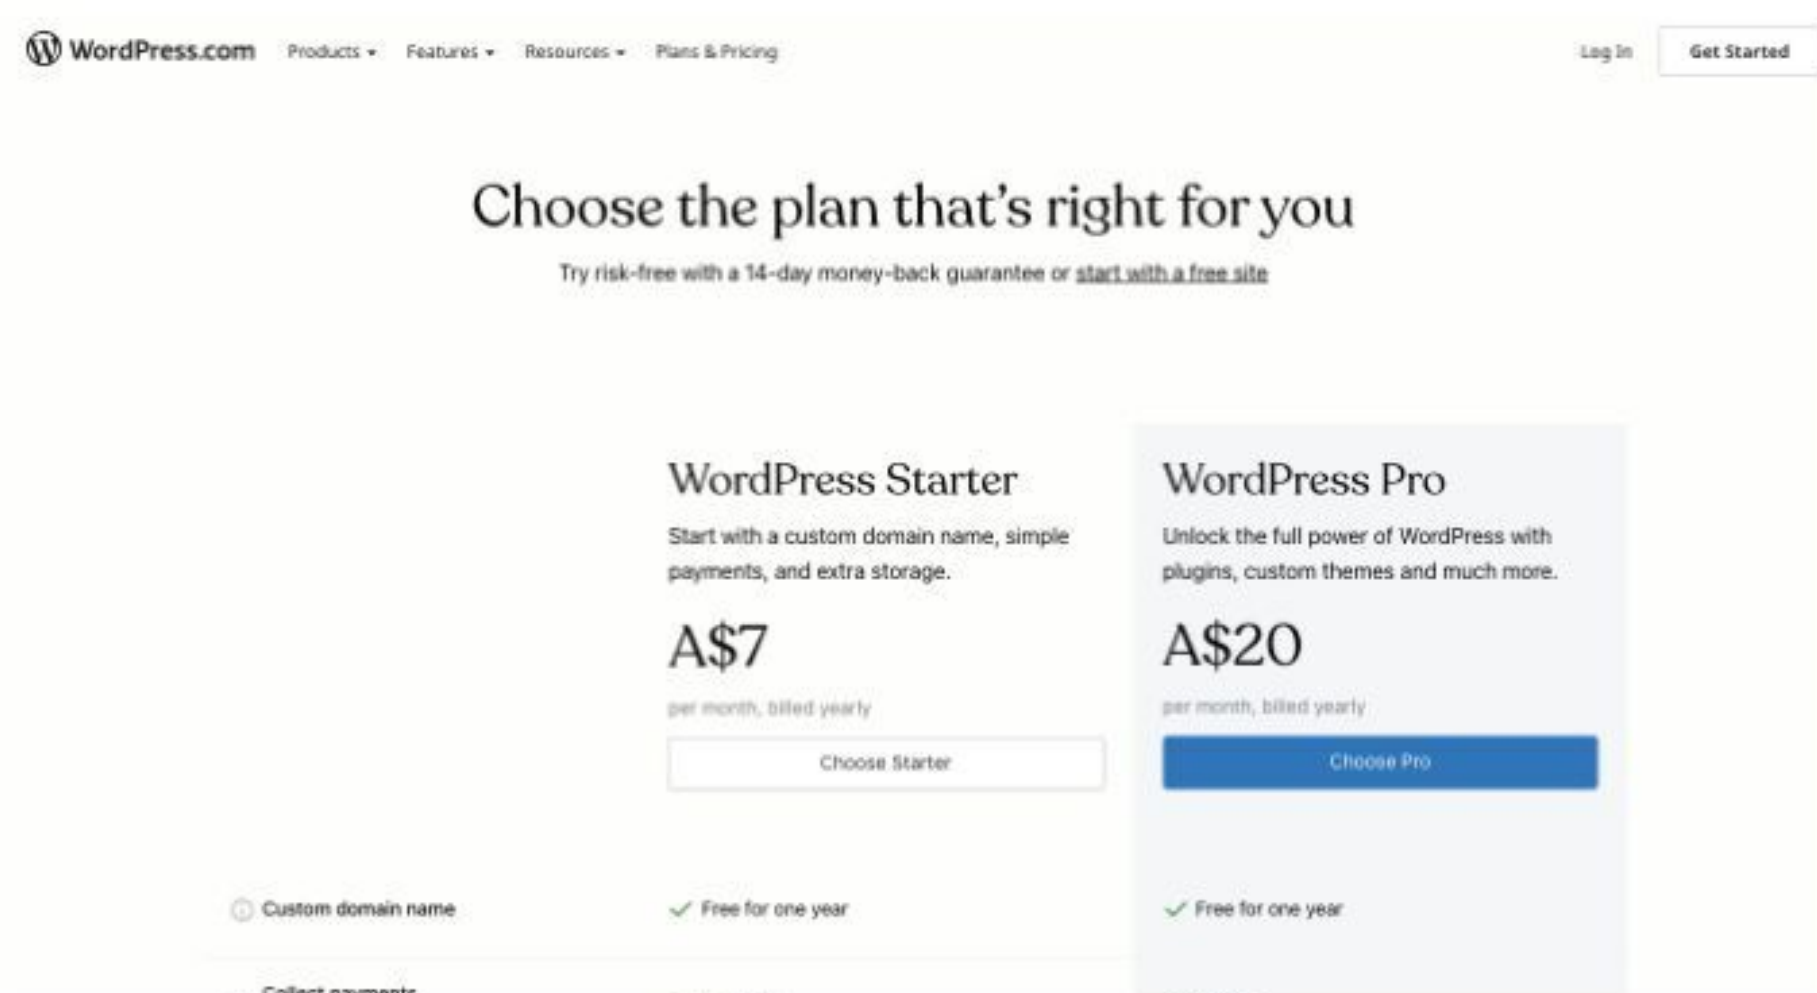 WordPress.com Products Features Resources Plans & Pricing Log In Get Started
Choose the plan that's right for you
Try risk-free with a 14-day money-back guarantee or start with a free site
WordPress Starter
Start with a custom domain name, simple
payments, and extra storage.
A$7
per month, billed yearly
Choose Starter
WordPress Pro
Unlock the full power of WordPress with
plugins, custom themes and much more.
A$20
per month, billed yearly
Choose Pro
Custom domain name Free for one year Free for one year
Collect payments